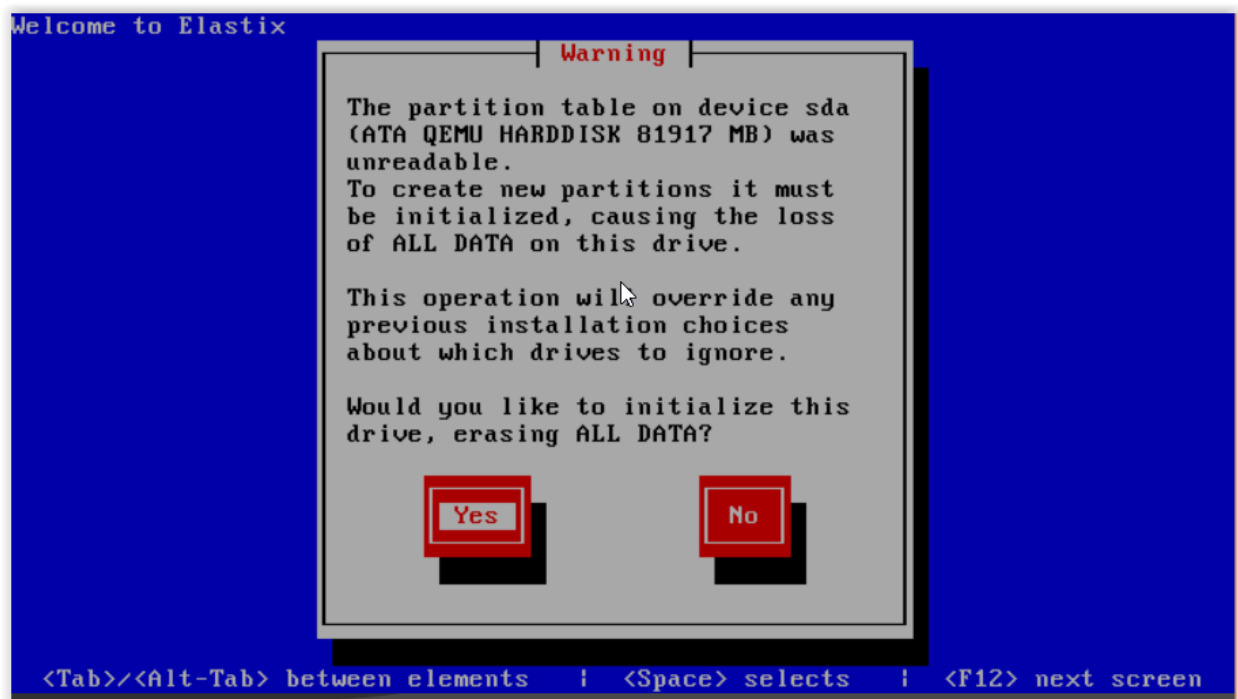 Welcome to Elastix
Warning
The partition table on device sda
(ATA QEMU HARDDISK 81917 MB) was
unreadable.
To create new partitions it must
be initialized, causing the loss
of ALL DATA on this drive.
This operation will override any
previous installation choices
about which drives to ignore.
Would you like to initialize this
drive, erasing ALL DATA?
Yes No
<Tab>/<Alt-Tab> between elements | <Space> selects | <F12> next screen